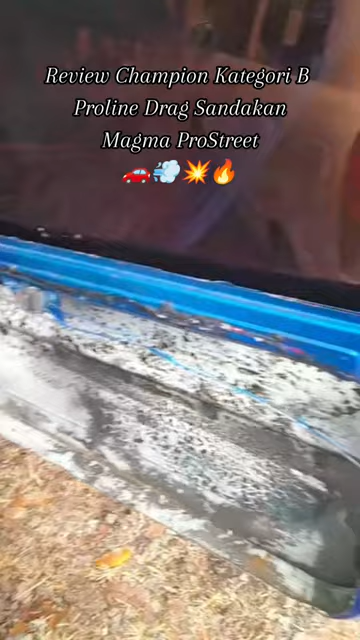 Review Champion Kategori B
Proline Drag Sandakan
Magma ProStreet
🚗💨💥🔥